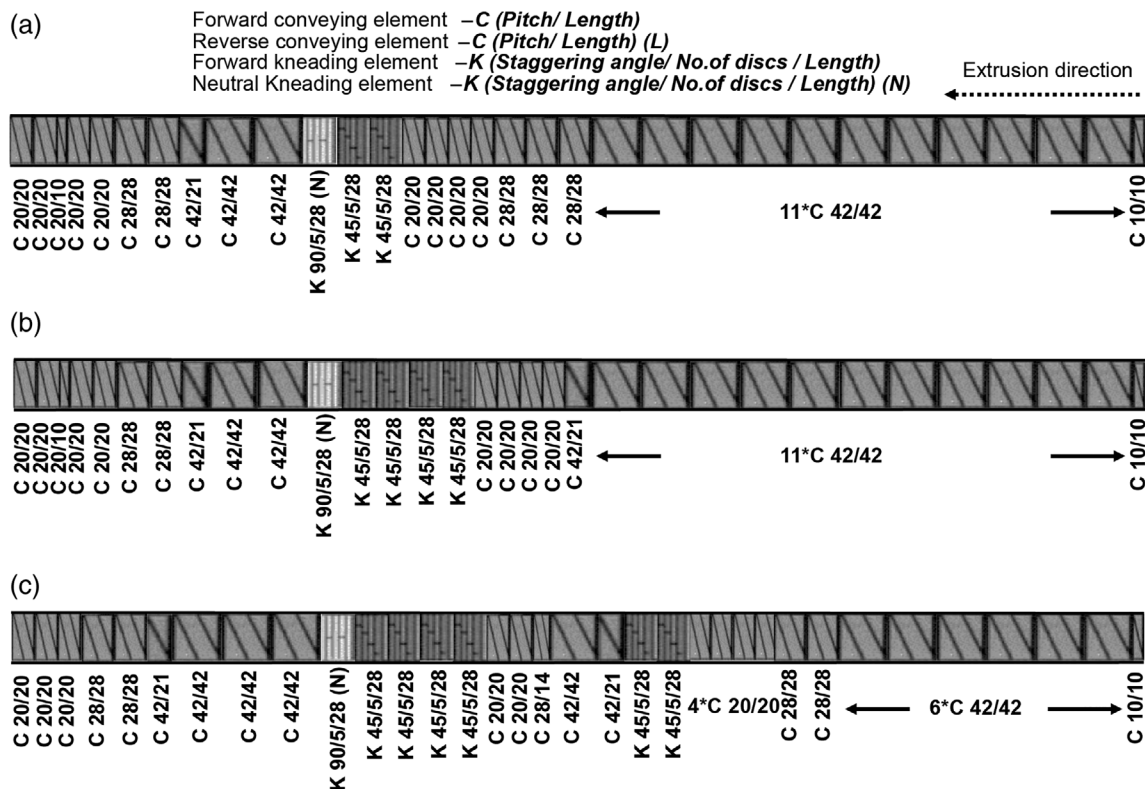 (a)
Forward conveying element –C (Pitch/ Length)
Reverse conveying element –C (Pitch/ Length) (L)
Forward kneading element –K (Staggering angle/ No.of discs / Length)
Neutral Kneading element –K (Staggering angle/ No.of discs / Length) (N)
Extrusion direction
C 20/20
C 20/20
C 20/10
C 20/20
C 20/20
C 28/28
C 28/28
C 42/21
C 42/42
C 42/42
K 90/5/28 (N)
K 45/5/28
K 45/5/28
C 20/20
C 20/20
C 20/20
C 20/20
C 28/28
C 28/28
C 28/28
11*C 42/42
C 10/10
(b)
C 20/20
C 20/20
C 20/10
C 20/20
C 20/20
C 28/28
C 28/28
C 42/21
C 42/42
C 42/42
K 90/5/28 (N)
K 45/5/28
K 45/5/28
K 45/5/28
K 45/5/28
C 20/20
C 20/20
C 20/20
C 20/20
C 42/21
11*C 42/42
C 10/10
(c)
C 20/20
C 20/20
C 20/20
C 28/28
C 28/28
C 42/21
C 42/42
C 42/42
C 42/42
K 90/5/28 (N)
K 45/5/28
K 45/5/28
K 45/5/28
K 45/5/28
C 20/20
C 20/20
C 28/14
C 42/42
C 42/21
K 45/5/28
K 45/5/28
4*C 20/20
C 28/28
C 28/28
6*C 42/42
C 10/10